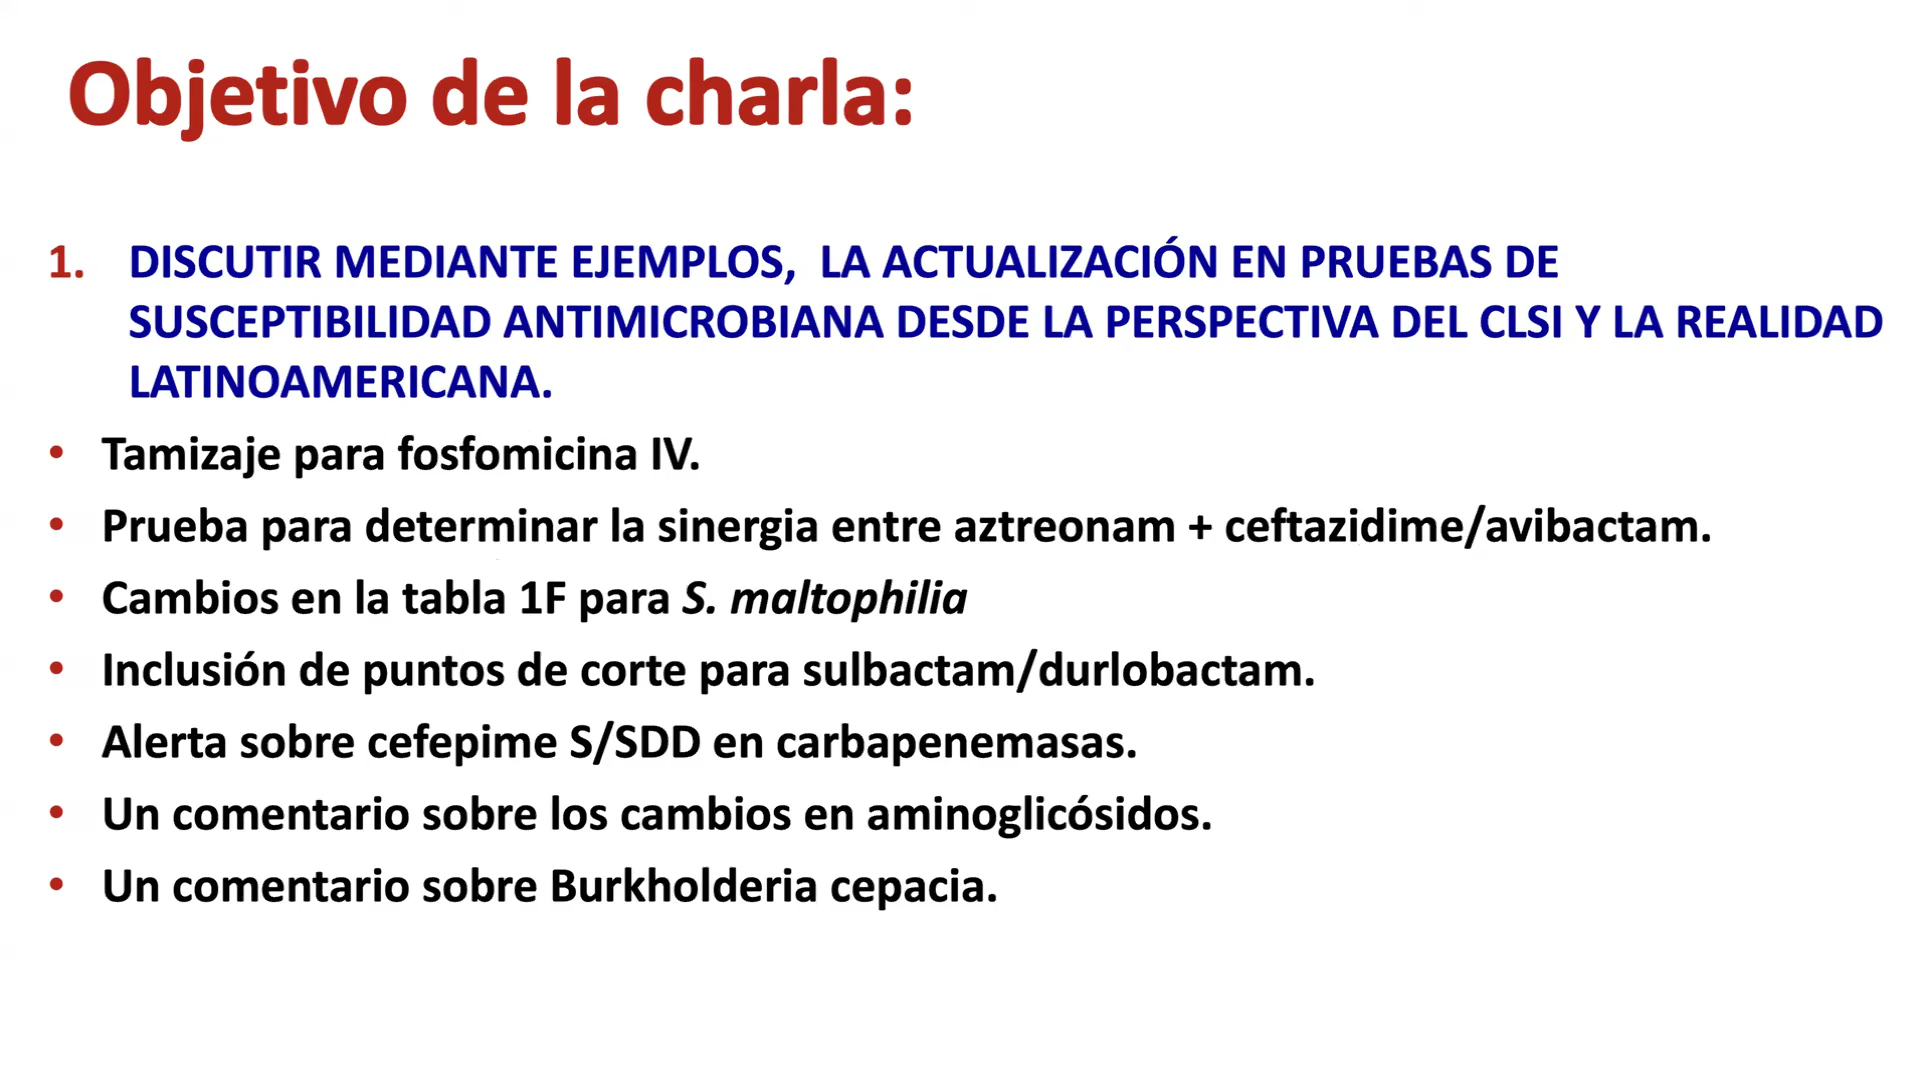 Objetivo de la charla:
1. DISCUTIR MEDIANTE EJEMPLOS, LA ACTUALIZACIÓN EN PRUEBAS DE
SUSCEPTIBILIDAD ANTIMICROBIANA DESDE LA PERSPECTIVA DEL CLSI Y LA REALIDAD
LATINOAMERICANA.
• Tamizaje para fosfomicina IV.
• Prueba para determinar la sinergia entre aztreonam + ceftazidime/avibactam.
• Cambios en la tabla 1F para S. maltophilia
• Inclusión de puntos de corte para sulbactam/durlobactam.
• Alerta sobre cefepime S/SDD en carbapenemasas.
• Un comentario sobre los cambios en aminoglicósidos.
• Un comentario sobre Burkholderia cepacia.